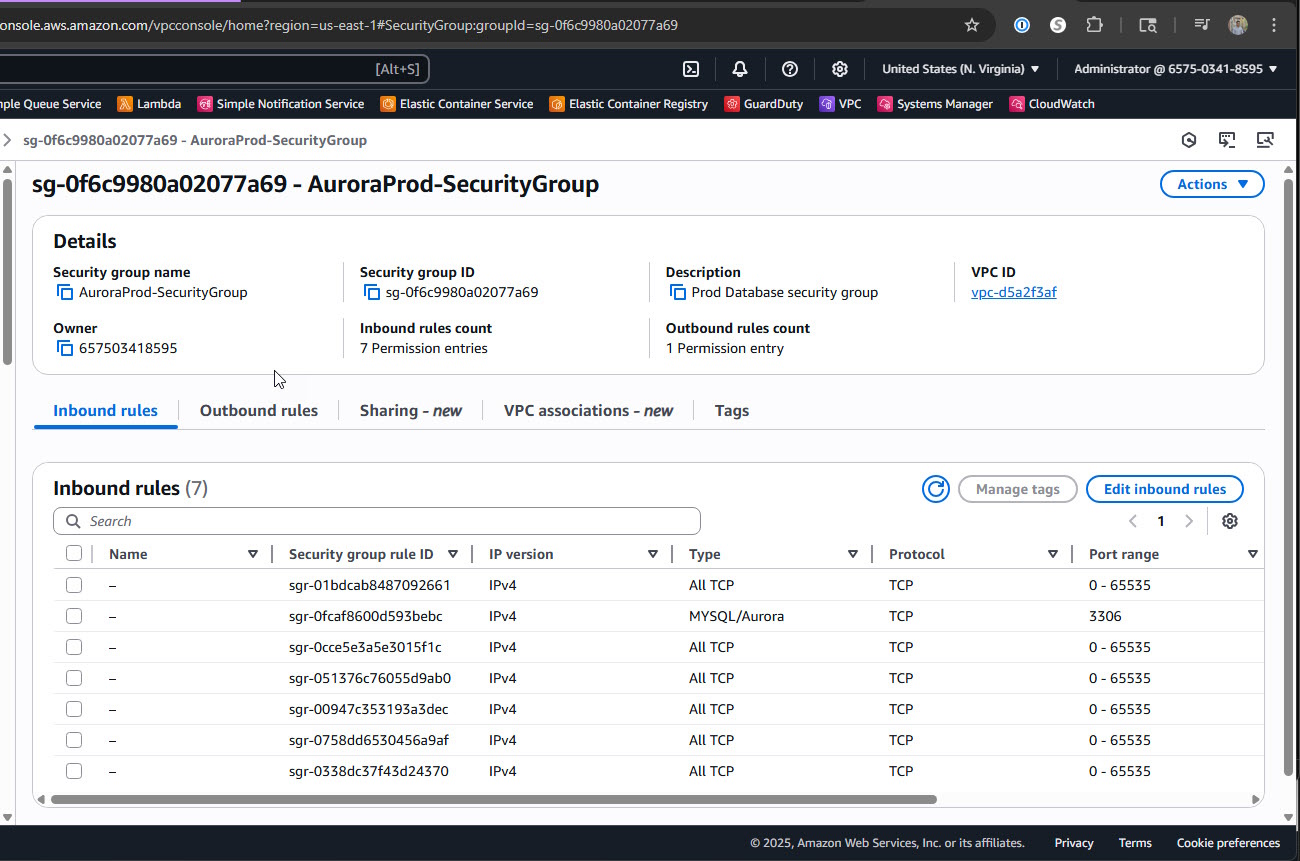 onsole.aws.amazon.com/vpcconsole/home?region=us-east-1#SecurityGroup:groupId=sg-0f6c9980a02077a69
[Alt+S] United States (N. Virginia) Administrator @ 6575-0341-8595
nple Queue Service Lambda Simple Notification Service Elastic Container Service Elastic Container Registry GuardDuty VPC Systems Manager CloudWatch
sg-0f6c9980a02077a69 - AuroraProd-SecurityGroup
sg-0f6c9980a02077a69 - AuroraProd-SecurityGroup Actions
Details
Security group name Security group ID Description VPC ID
AuroraProd-SecurityGroup sg-0f6c9980a02077a69 Prod Database security group vpc-d5a2f3af
Owner Inbound rules count Outbound rules count
657503418595 7 Permission entries 1 Permission entry
Inbound rules Outbound rules Sharing - new VPC associations - new Tags
Inbound rules (7) Manage tags Edit inbound rules
Search 1
Name Security group rule ID IP version Type Protocol Port range
– sgr-01bdcab8487092661 IPv4 All TCP TCP 0 - 65535
– sgr-0fcaf8600d593bebc IPv4 MYSQL/Aurora TCP 3306
– sgr-0cce5e3a5e3015f1c IPv4 All TCP TCP 0 - 65535
– sgr-051376c76055d9ab0 IPv4 All TCP TCP 0 - 65535
– sgr-00947c353193a3dec IPv4 All TCP TCP 0 - 65535
– sgr-0758dd6530456a9af IPv4 All TCP TCP 0 - 65535
– sgr-0338dc37f43d24370 IPv4 All TCP TCP 0 - 65535
© 2025, Amazon Web Services, Inc. or its affiliates. Privacy Terms Cookie preferences